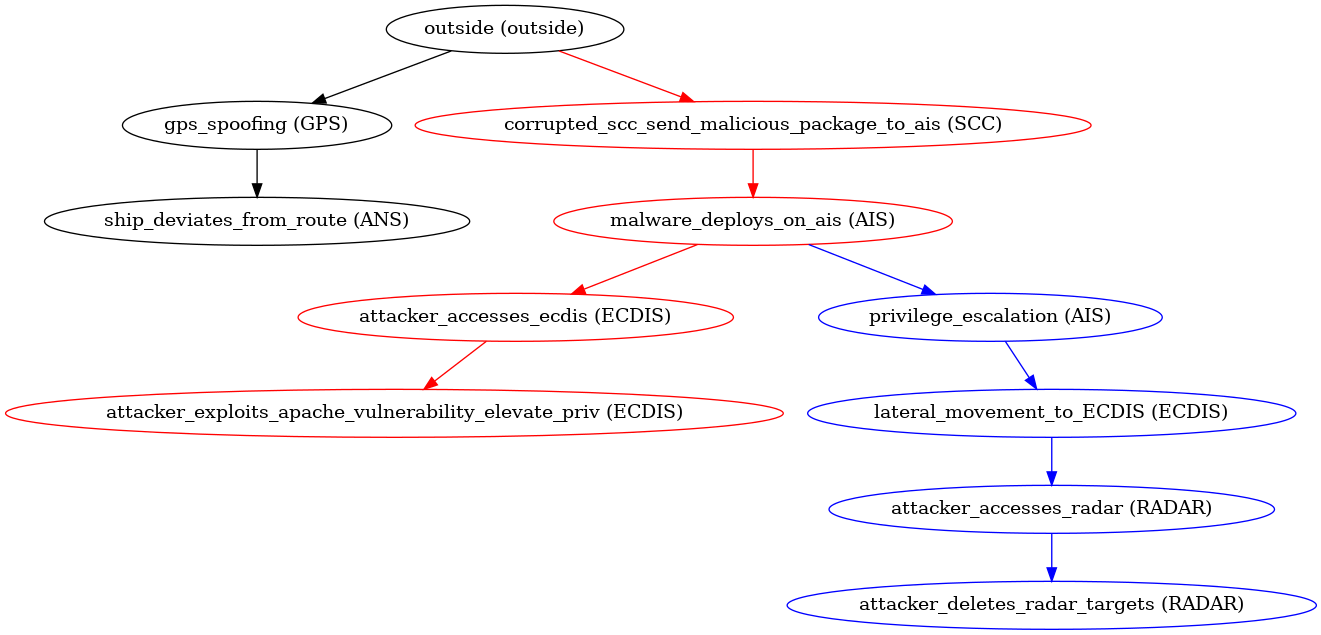 outside (outside)
gps_spoofing (GPS)
corrupted_scc_send_malicious_package_to_ais (SCC)
ship_deviates_from_route (ANS)
malware_deploys_on_ais (AIS)
attacker_accesses_ecdis (ECDIS)
privilege_escalation (AIS)
attacker_exploits_apache_vulnerability_elevate_priv (ECDIS)
lateral_movement_to_ECDIS (ECDIS)
attacker_accesses_radar (RADAR)
attacker_deletes_radar_targets (RADAR)